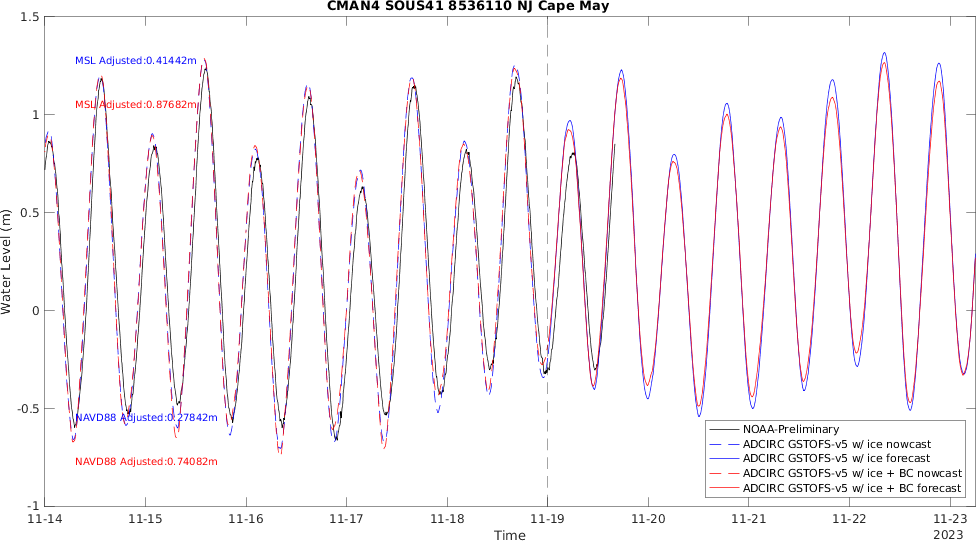 CMAN4 SOUS41 8536110 NJ Cape May
1.5
1
0.5
0
-0.5
-1
Water Level (m)
MSL Adjusted:0.41442m
MSL Adjusted:0.87682m
NAVD88 Adjusted:0.27842m
NAVD88 Adjusted:0.74082m
NOAA-Preliminary
ADCIRC GSTOFS-v5 w/ ice nowcast
ADCIRC GSTOFS-v5 w/ ice forecast
ADCIRC GSTOFS-v5 w/ ice + BC nowcast
ADCIRC GSTOFS-v5 w/ ice + BC forecast
11-14 11-15 11-16 11-17 11-18 11-19 11-20 11-21 11-22 11-23
Time
2023